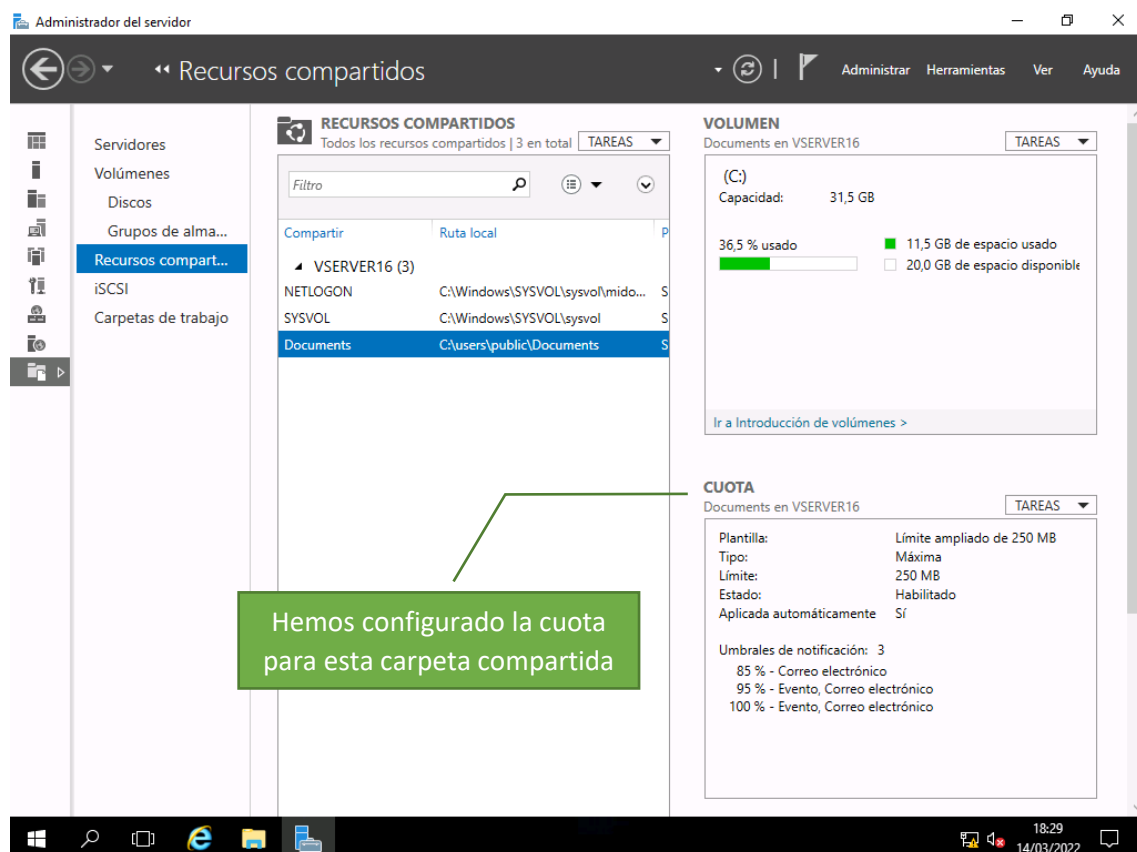 Administrador del servidor
Recursos compartidos
Administrar Herramientas Ver Ayuda
Servidores
Volúmenes
Discos
Grupos de alma...
Recursos compart...
iSCSI
Carpetas de trabajo
RECURSOS COMPARTIDOS
Todos los recursos compartidos | 3 en total TAREAS
Filtro
Compartir Ruta local P
VSERVER16 (3)
NETLOGON C:\Windows\SYSVOL\sysvol\mido... S
SYSVOL C:\Windows\SYSVOL\sysvol S
Documents C:\users\public\Documents S
VOLUMEN
Documents en VSERVER16 TAREAS
(C:)
Capacidad: 31,5 GB
36,5 % usado 11,5 GB de espacio usado
20,0 GB de espacio disponible
Ir a Introducción de volúmenes >
CUOTA
Documents en VSERVER16 TAREAS
Plantilla: Límite ampliado de 250 MB
Tipo: Máxima
Límite: 250 MB
Estado: Habilitado
Aplicada automáticamente Sí
Umbrales de notificación: 3
85 % - Correo electrónico
95 % - Evento, Correo electrónico
100 % - Evento, Correo electrónico
Hemos configurado la cuota
para esta carpeta compartida
18:29
14/03/2022